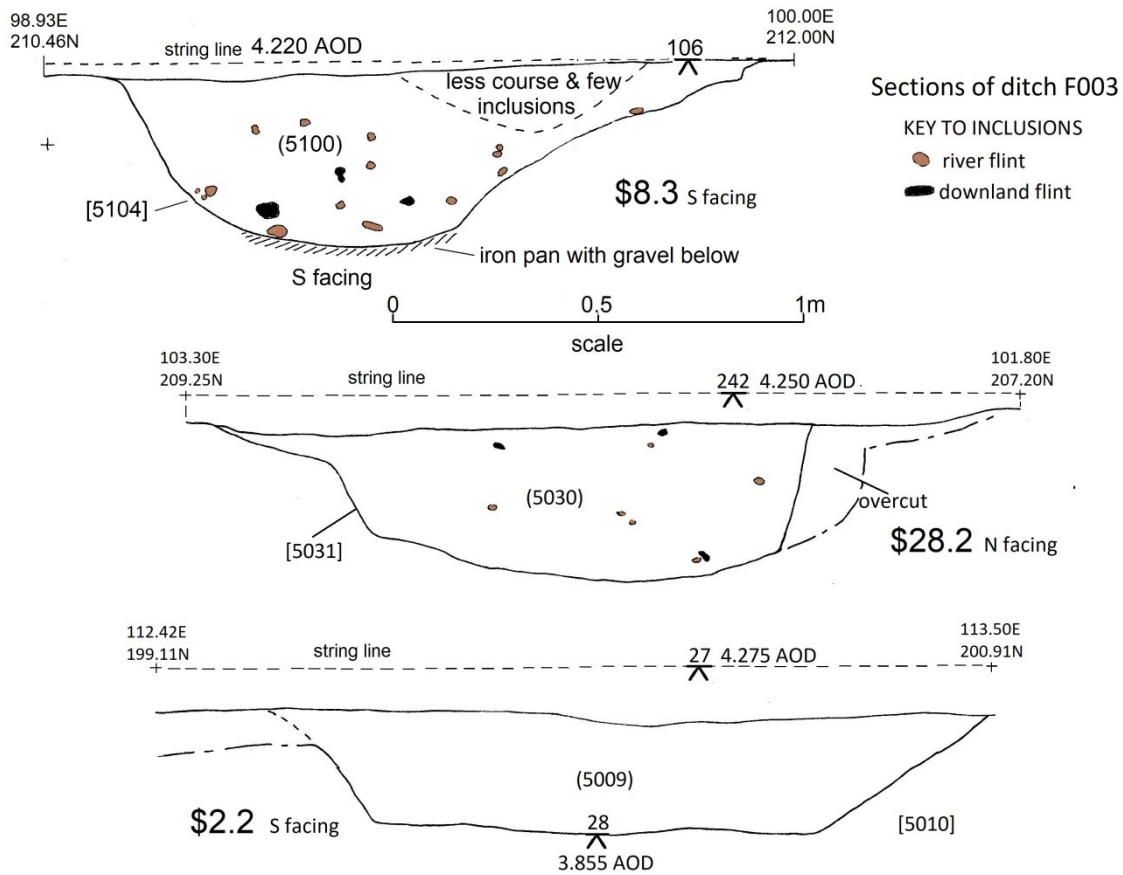 98.93E
210.46N
string line 4.220 AOD
106
100.00E
212.00N
less course & few
inclusions
Sections of ditch F003
KEY TO INCLUSIONS
river flint
downland flint
(5100)
[5104]
$8.3 S facing
iron pan with gravel below
S facing
0 0.5 1m
scale
103.30E
209.25N
string line
242 4.250 AOD
101.80E
207.20N
(5030)
[5031]
overcut
$28.2 N facing
112.42E
199.11N
string line
27 4.275 AOD
113.50E
200.91N
(5009)
$2.2 S facing
28
3.855 AOD
[5010]